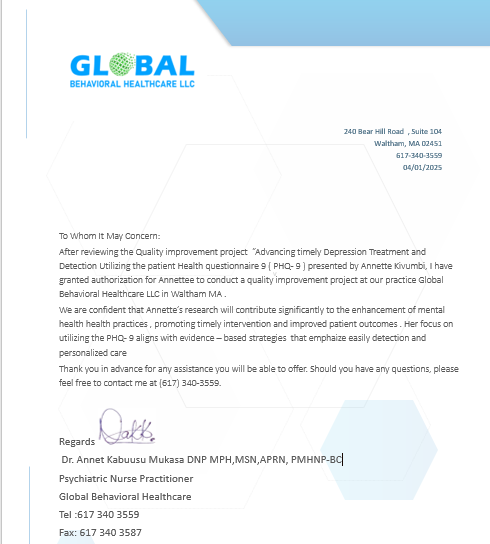 GLOBAL
BEHAVIORAL HEALTHCARE LLC
240 Bear Hill Road , Suite 104
Waltham, MA 02451
617-340-3559
04/01/2025
To Whom It May Concern:
After reviewing the Quality improvement project “Advancing timely Depression Treatment and
Detection Utilizing the patient Health questionnaire 9 ( PHQ- 9 ) presented by Annette Kivumbi, I have
granted authorization for Annettee to conduct a quality improvement project at our practice Global
Behavioral Healthcare LLC in Waltham MA .
We are confident that Annette’s research will contribute significantly to the enhancement of mental
health health practices , promoting timely intervention and improved patient outcomes . Her focus on
utilizing the PHQ- 9 aligns with evidence – based strategies that emphaize easily detection and
personalized care
Thank you in advance for any assistance you will be able to offer. Should you have any questions, please
feel free to contact me at (617) 340-3559.
Regards
Dr. Annet Kabuusu Mukasa DNP MPH,MSN,APRN, PMHNP-BC
Psychiatric Nurse Practitioner
Global Behavioral Healthcare
Tel :617 340 3559
Fax: 617 340 3587